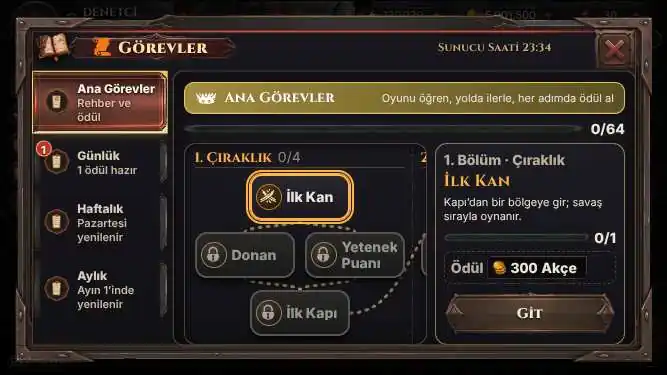 DENETÇİ
GÖREVLER
SUNUCU SAATİ 23:34
Ana Görevler
Rehber ve
ödül
1
Günlük
1 ödül hazır
Haftalık
Pazartesi
yenilenir
Aylık
Ayın 1'inde
yenilenir
ANA GÖREVLER
Oyunu öğren, yolda ilerle, her adımda ödül al
0/64
I. ÇIRAKLIK 0/4
2
İlk Kan
Donan
Yetenek
Puanı
İlk Kapı
1. Bölüm · Çıraklık
İLK KAN
Kapı'dan bir bölgeye gir; savaş
sırayla oynanır.
0/1
Ödül 300 Akçe
GİT